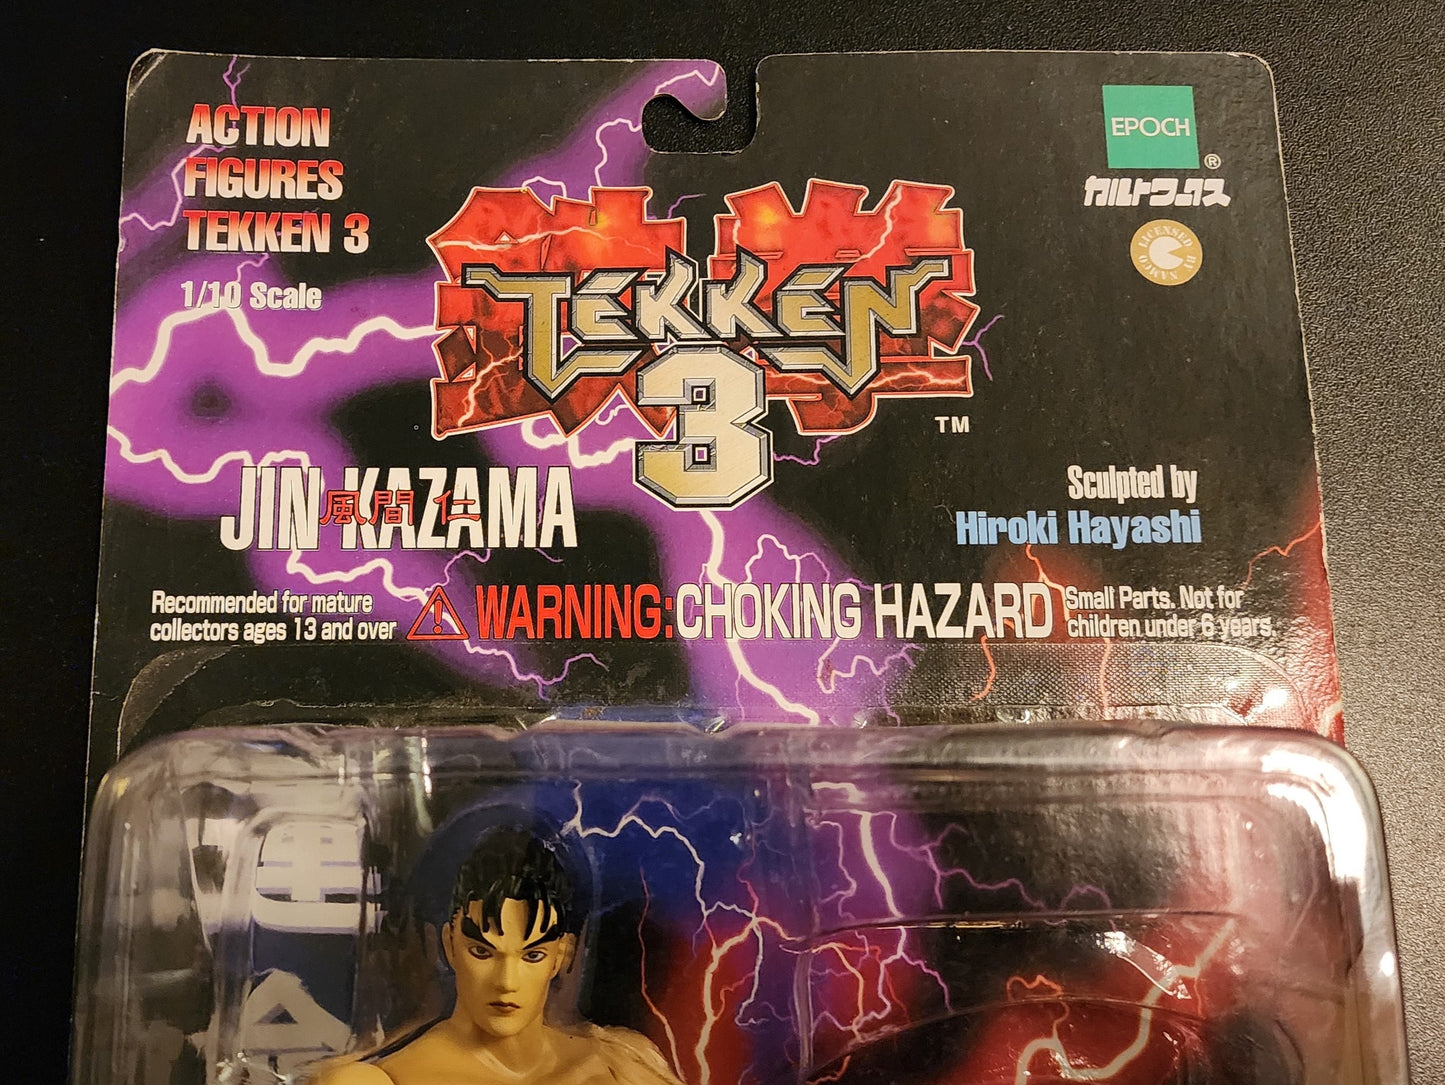 ACTION
FIGURES
TEKKEN 3
1/10 Scale
EPOCH
®
カルトワークス
LICENSED BY NAMCO
TEKKEN
3
TM
JIN KAZAMA
風間 仁
Sculpted by
Hiroki Hayashi
Recommended for mature
collectors ages 13 and over
WARNING:CHOKING HAZARD
Small Parts. Not for
children under 6 years.